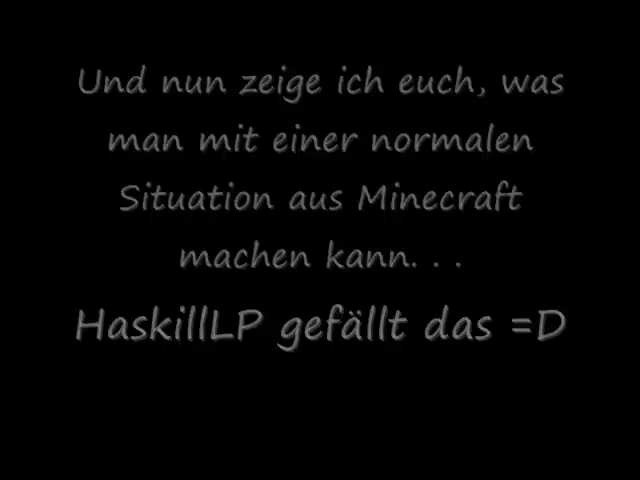 Und nun zeige ich euch, was
man mit einer normalen
Situation aus Minecraft
machen kann. . .
HaskillLP gefällt das =D